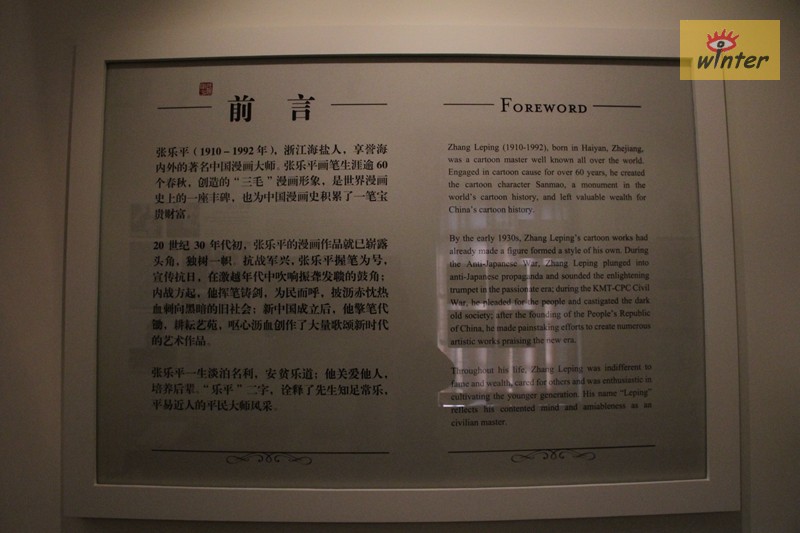 winter
前言
张乐平（1910－1992年），浙江海盐人，享誉海
内外的著名中国漫画大师。张乐平画笔生涯逾60
个春秋，创造的“三毛”漫画形象，是世界漫画
史上的一座丰碑，也为中国漫画史积累了一笔宝
贵财富。
20世纪30年代初，张乐平的漫画作品就已崭露
头角，独树一帜。抗战军兴，张乐平握笔为号，
宣传抗日，在激越年代中吹响振聋发聩的鼓角；
内战方起，他挥笔铸剑，为民而呼，披沥赤忱热
血刺向黑暗的旧社会；新中国成立后，他擎笔代
锄，耕耘艺苑，呕心沥血创作了大量歌颂新时代
的艺术作品。
张乐平一生淡泊名利，安贫乐道；他关爱他人，
培养后辈。“乐平”二字，诠释了先生知足常乐，
平易近人的平民大师风采。
FOREWORD
Zhang Leping (1910-1992), born in Haiyan, Zhejiang,
was a cartoon master well known all over the world.
Engaged in cartoon cause for over 60 years, he created
the cartoon character Sanmao, a monument in the
world's cartoon history, and left valuable wealth for
China's cartoon history.
By the early 1930s, Zhang Leping's cartoon works had
already made a figure formed a style of his own. During
the Anti-Japanese War, Zhang Leping plunged into
anti-Japanese propaganda and sounded the enlightening
trumpet in the passionate era; during the KMT-CPC Civil
War, he pleaded for the people and castigated the dark
old society; after the founding of the People's Republic
of China, he made painstaking efforts to create numerous
artistic works praising the new era.
Throughout his life, Zhang Leping was indifferent to
fame and wealth, cared for others and was enthusiastic in
cultivating the younger generation. His name "Leping"
reflects his contented mind and amiableness as an
civilian master.